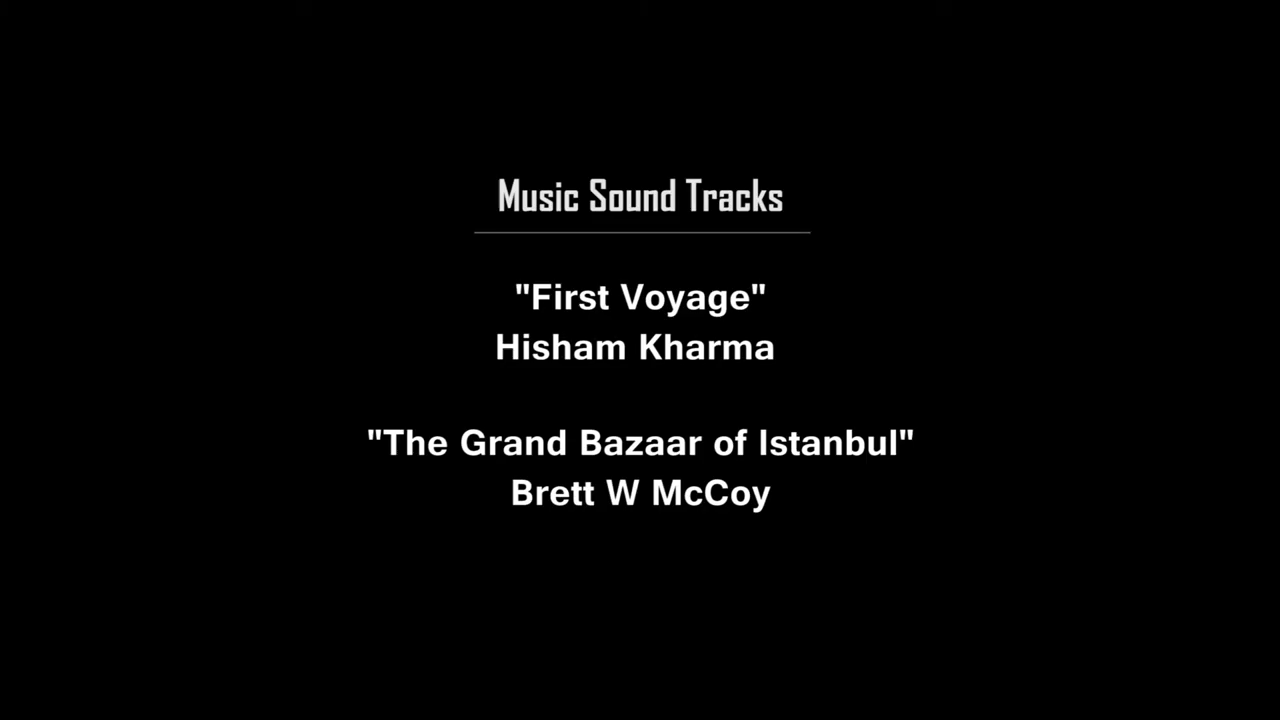 Music Sound Tracks
"First Voyage"
Hisham Kharma
"The Grand Bazaar of Istanbul"
Brett W McCoy